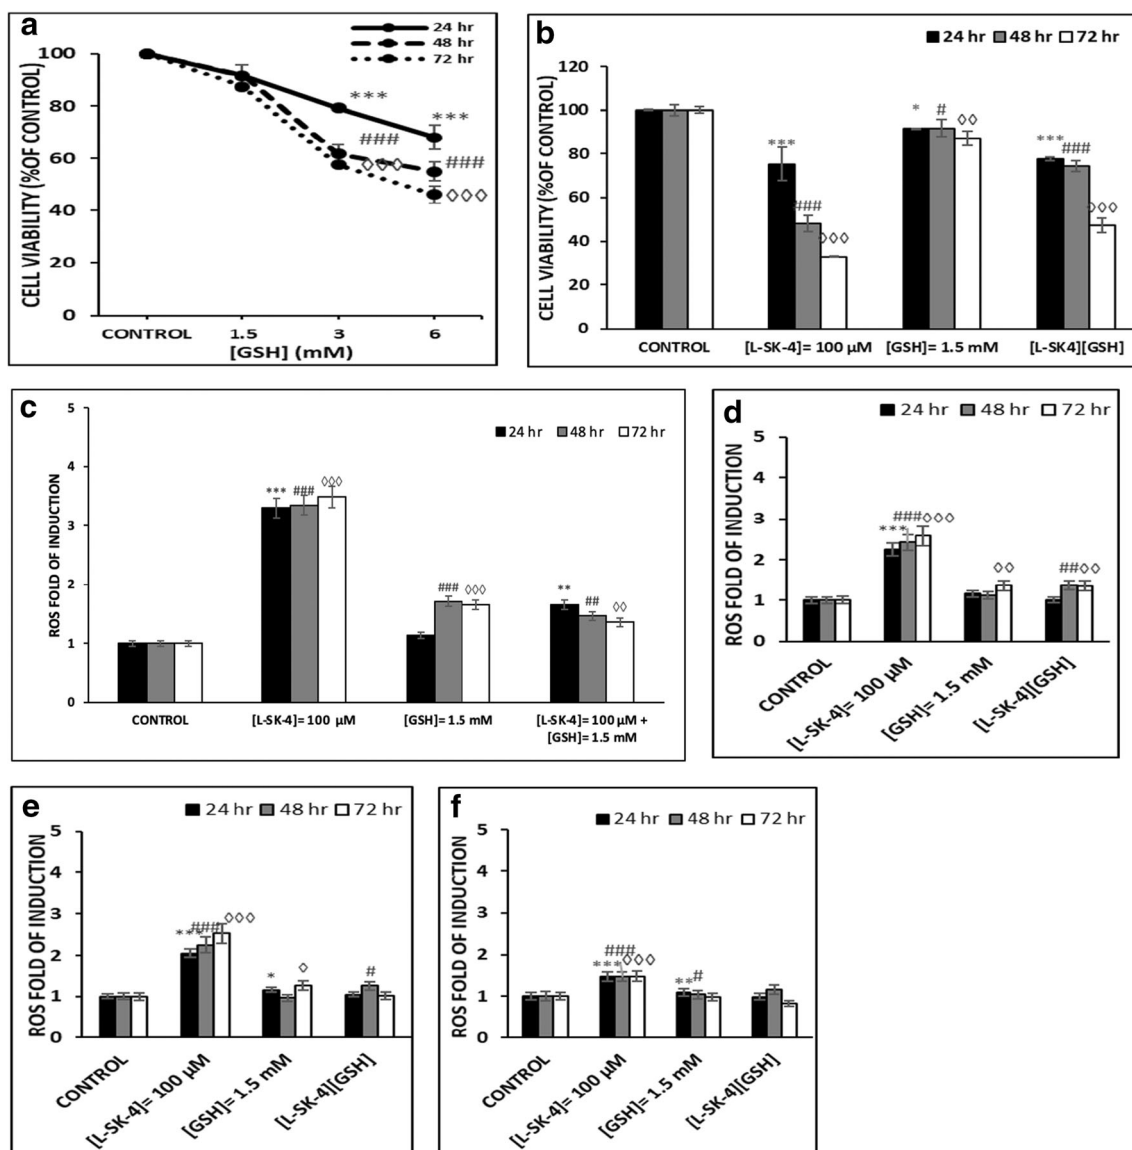 a
24 hr
48 hr
72 hr
CELL VIABILITY (%OF CONTROL)
100
80
60
40
20
0
***
***
###
◇◇◇
###
◇◇◇
CONTROL 1.5 3 6
[GSH] (mM)
b
24 hr 48 hr 72 hr
CELL VIABILITY (%OF CONTROL)
120
100
80
60
40
20
0
*** ### ◇◇◇
* # ◇◇
*** ### ◇◇◇
CONTROL [L-SK-4]= 100 µM [GSH]= 1.5 mM [L-SK4][GSH]
c
24 hr 48 hr 72 hr
ROS FOLD OF INDUCTION
5
4
3
2
1
0
*** ### ◇◇◇
### ◇◇◇
** ## ◇◇
CONTROL [L-SK-4]= 100 µM [GSH]= 1.5 mM [L-SK-4]= 100 µM +
[GSH]= 1.5 mM
d
24 hr 48 hr 72 hr
ROS FOLD OF INDUCTION
5
4
3
2
1
0
*** ### ◇◇◇
◇◇
## ◇◇
CONTROL
[L-SK-4]= 100 µM
[GSH]= 1.5 mM
[L-SK-4][GSH]
e
24 hr 48 hr 72 hr
ROS FOLD OF INDUCTION
5
4
3
2
1
0
*** ### ◇◇◇
* ◇
#
CONTROL
[L-SK-4]= 100 µM
[GSH]= 1.5 mM
[L-SK-4][GSH]
f
24 hr 48 hr 72 hr
ROS FOLD OF INDUCTION
5
4
3
2
1
0
*** ### ◇◇◇
** #
CONTROL
[L-SK-4]= 100 µM
[GSH]= 1.5 mM
[L-SK-4][GSH]